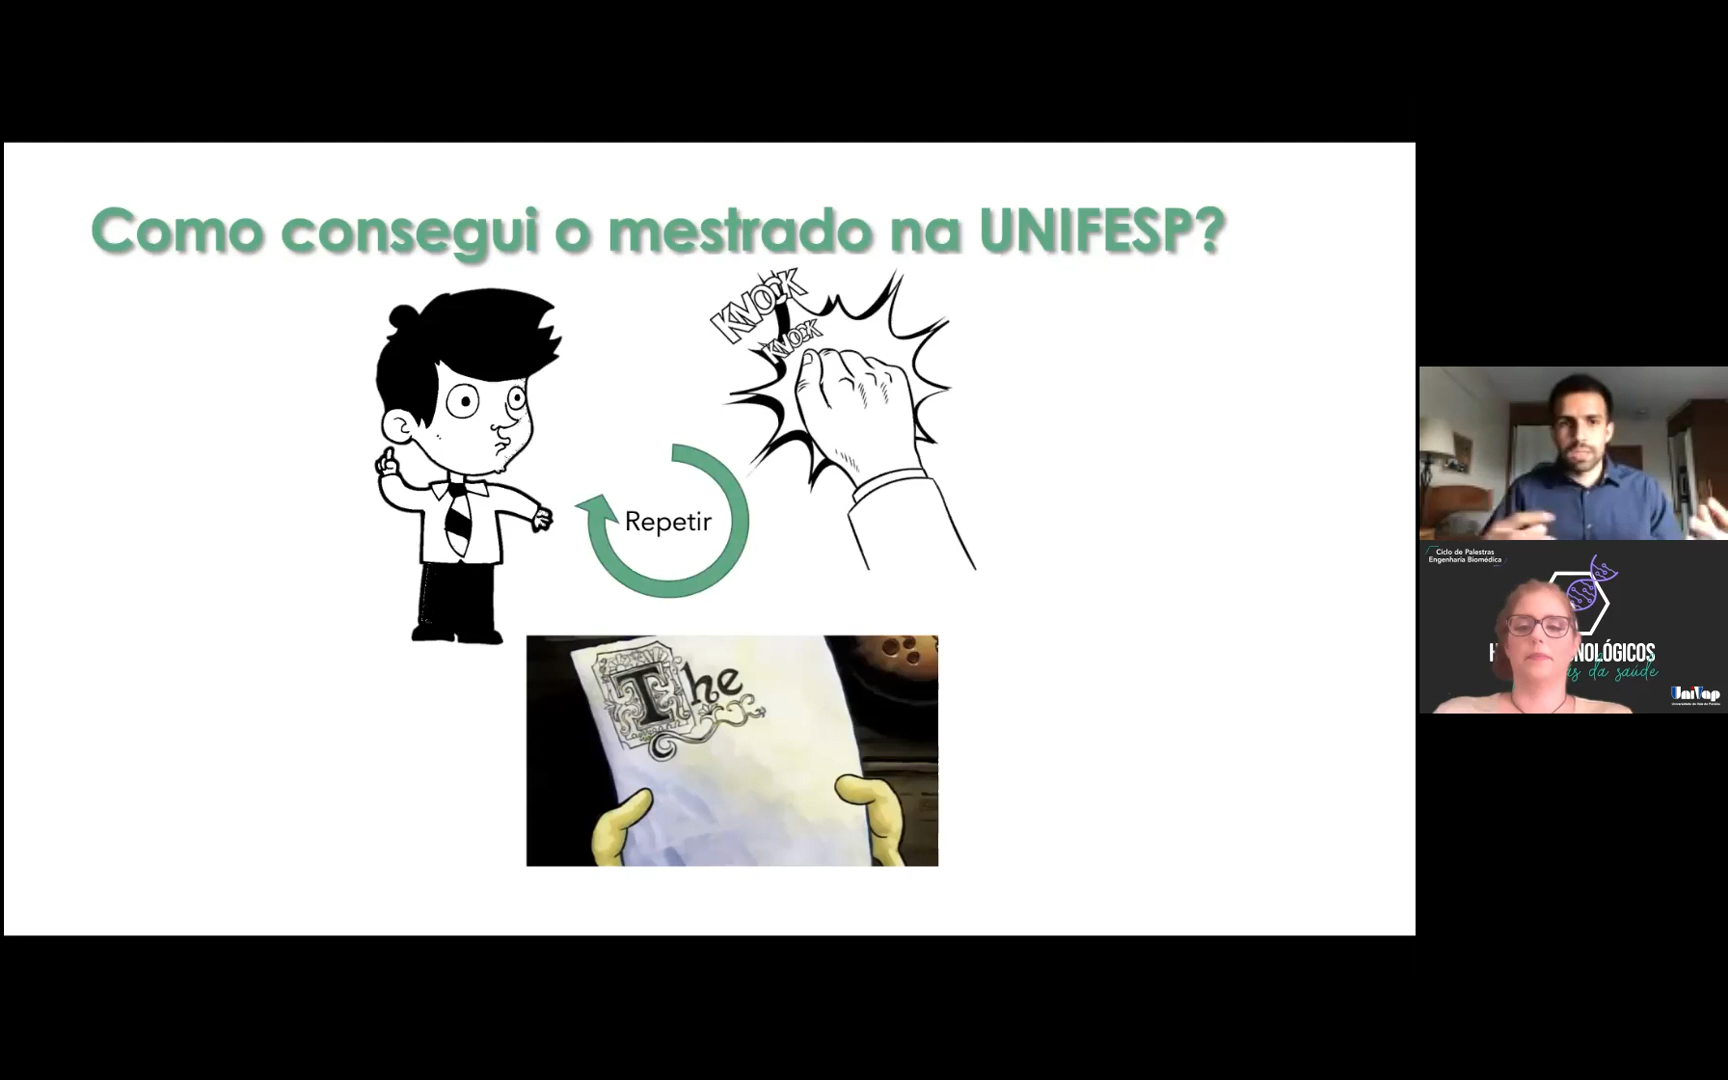 Como consegui o mestrado na UNIFESP?
KNOCK
KNOCK
Repetir
The
Ciclo de Palestras
Engenharia Biomédica
NOLÓGICOS
da saúde
UniVap